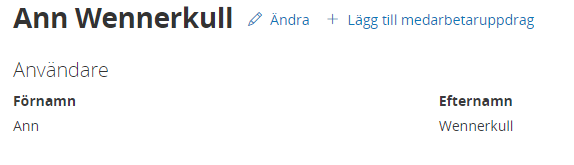 Ann Wennerkull Ändra + Lägg till medarbetaruppdrag
Användare
Förnamn Efternamn
Ann Wennerkull